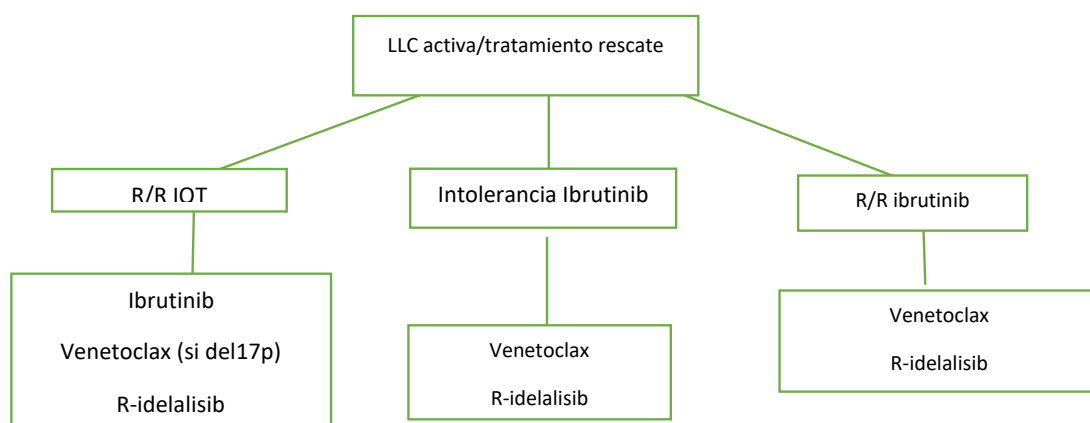 LLC activa/tratamiento rescate
R/R IQT
Intolerancia Ibrutinib
R/R ibrutinib
Ibrutinib
Venetoclax (si del17p)
R-idelalisib
Venetoclax
R-idelalisib
Venetoclax
R-idelalisib